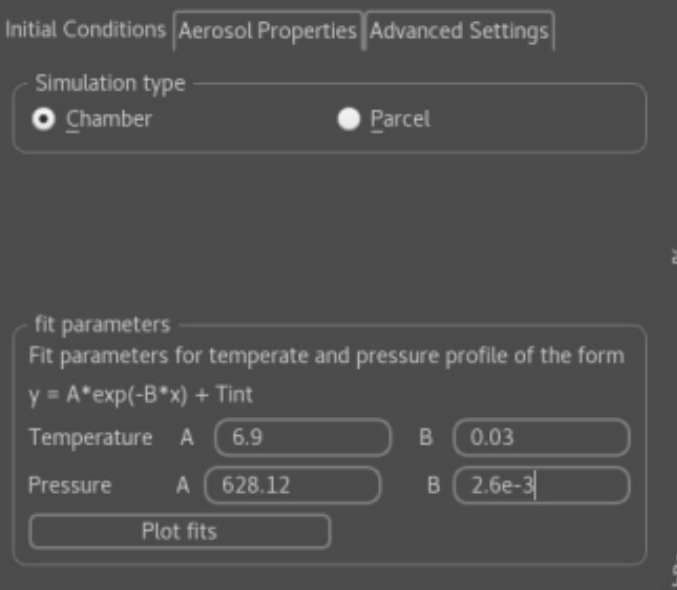 Initial Conditions Aerosol Properties Advanced Settings
Simulation type
Chamber Parcel
fit parameters
Fit parameters for temperate and pressure profile of the form
y = A*exp(-B*x) + Tint
Temperature A 6.9 B 0.03
Pressure A 628.12 B 2.6e-3
Plot fits